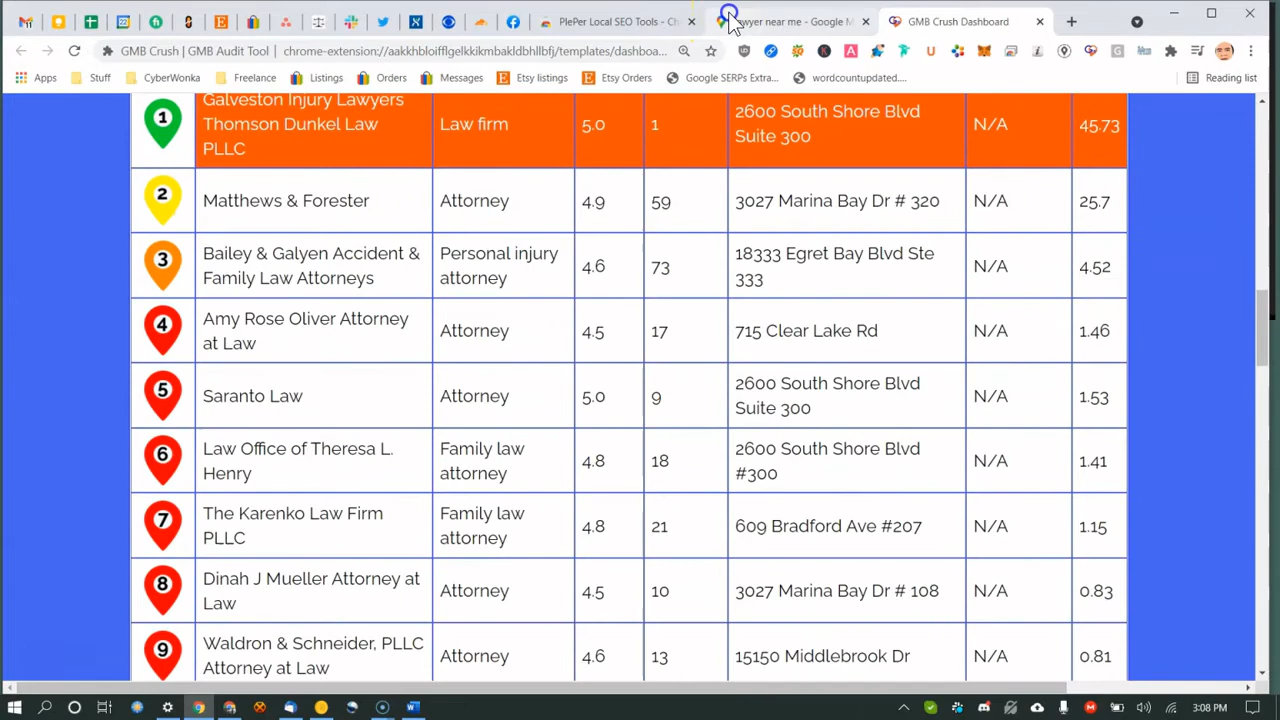 PlePer Local SEO Tools - Ch
lawyer near me - Google M
GMB Crush Dashboard
GMB Crush | GMB Audit Tool
chrome-extension://aakkhbloiffIgelkkikmbakldbhllbfj/templates/dashboa...
Apps
Stuff
CyberWonka
Freelance
Listings
Orders
Messages
Etsy listings
Etsy Orders
Google SERPs Extra...
wordcountupdated....
Reading list
1 Galveston Injury Lawyers Law firm 5.0 1 2600 South Shore Blvd N/A 45.73
Thomson Dunkel Law Suite 300
PLLC
2 Matthews & Forester Attorney 4.9 59 3027 Marina Bay Dr # 320 N/A 25.7
3 Bailey & Galyen Accident & Personal injury 4.6 73 18333 Egret Bay Blvd Ste N/A 4.52
Family Law Attorneys attorney 333
4 Amy Rose Oliver Attorney Attorney 4.5 17 715 Clear Lake Rd N/A 1.46
at Law
5 Saranto Law Attorney 5.0 9 2600 South Shore Blvd N/A 1.53
Suite 300
6 Law Office of Theresa L. Family law 4.8 18 2600 South Shore Blvd N/A 1.41
Henry attorney #300
7 The Karenko Law Firm Family law 4.8 21 609 Bradford Ave #207 N/A 1.15
PLLC attorney
8 Dinah J Mueller Attorney at Attorney 4.5 10 3027 Marina Bay Dr # 108 N/A 0.83
Law
9 Waldron & Schneider, PLLC Attorney 4.6 13 15150 Middlebrook Dr N/A 0.81
Attorney at Law
3:08 PM